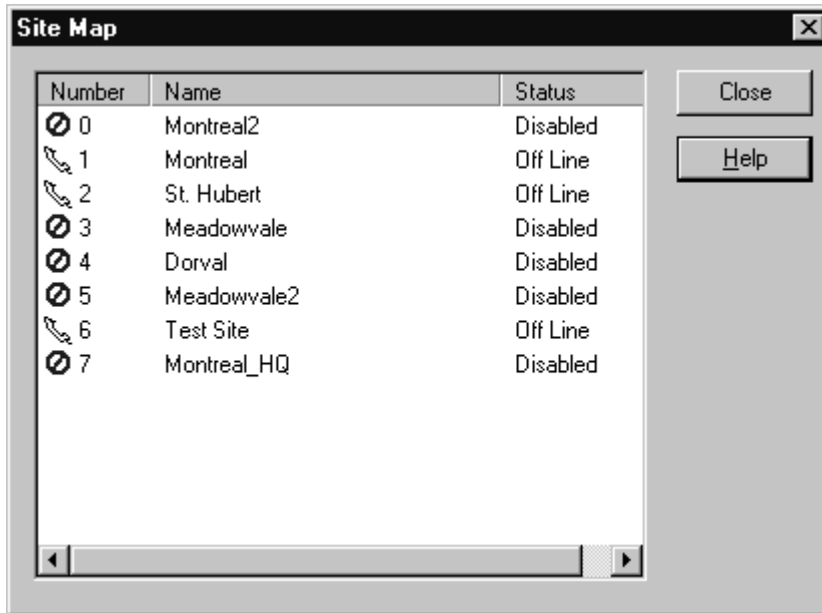 Site Map
Number Name Status
0 Montreal2 Disabled
1 Montreal Off Line
2 St. Hubert Off Line
3 Meadowvale Disabled
4 Dorval Disabled
5 Meadowvale2 Disabled
6 Test Site Off Line
7 Montreal_HQ Disabled
Close
Help